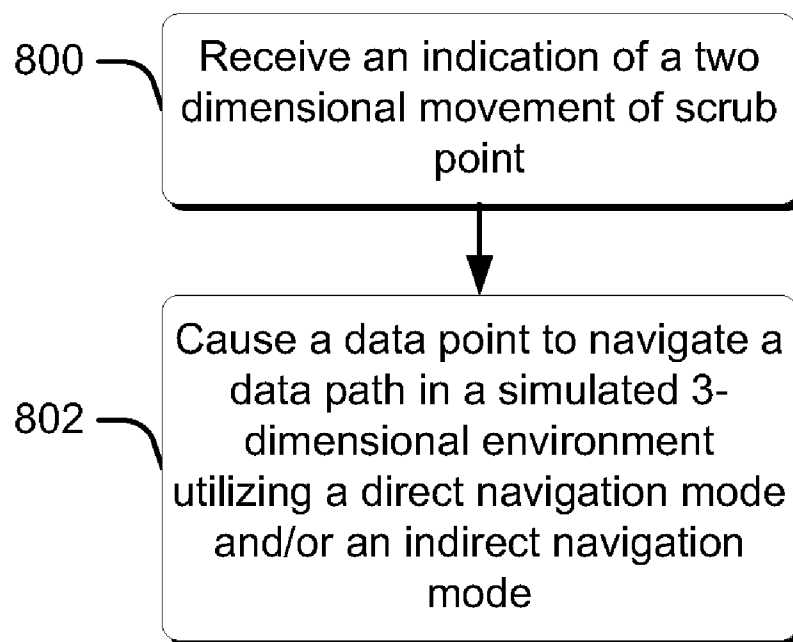 800
Receive an indication of a two
dimensional movement of scrub
point
802
Cause a data point to navigate a
data path in a simulated 3-
dimensional environment
utilizing a direct navigation mode
and/or an indirect navigation
mode